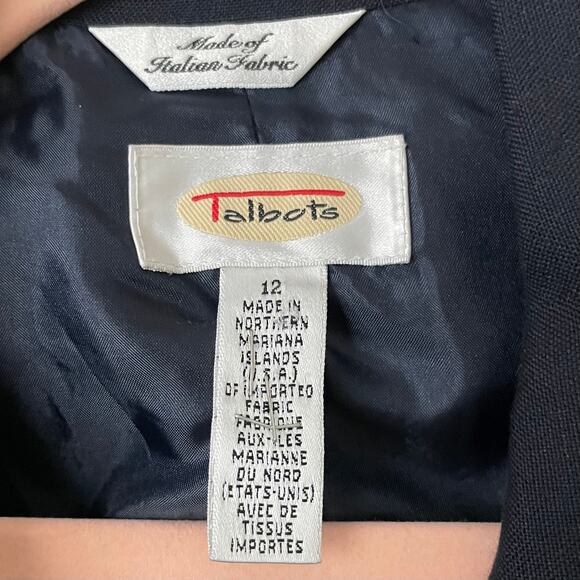 Made of
Italian Fabric
Talbots
12
MADE IN
NORTHERN
MARIANA
ISLANDS
(U.S.A.)
OF IMPORTED
FABRIC
FABRIQUE
AUX-ILES
MARIANNE
DU NORD
(ETATS-UNIS)
AVEC DE
TISSUS
IMPORTES